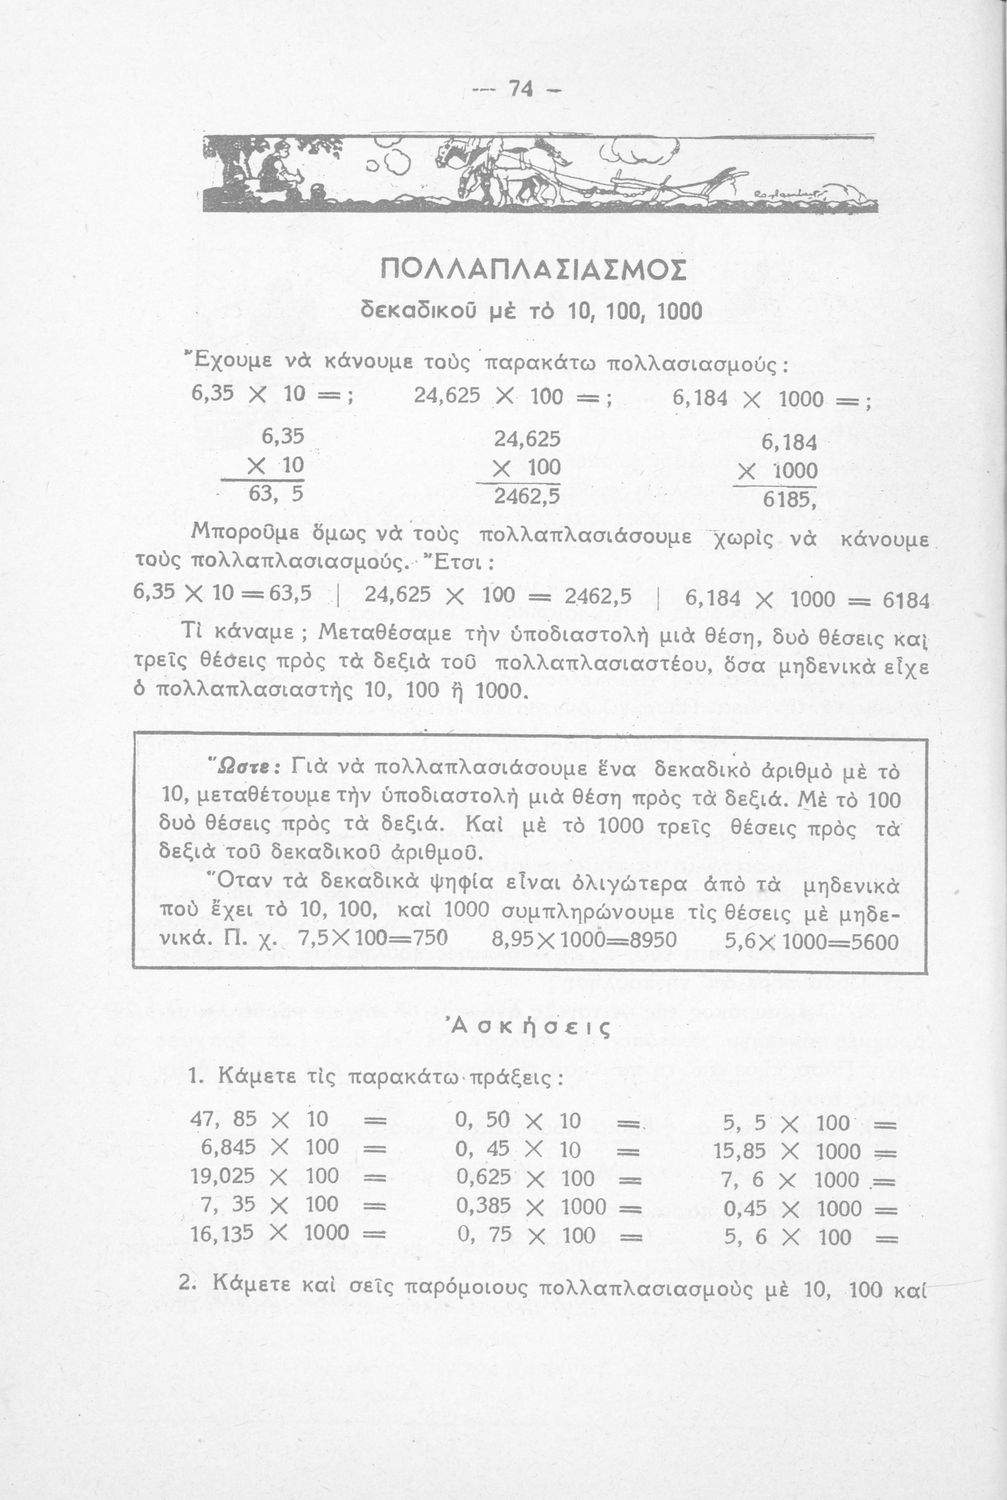 — 74 –
ΠΟΛΛΑΠΛΑΣΙΑΣΜΟΣ
δεκαδικοῦ μὲ τὸ 10, 100, 1000
Ἔχουμε νὰ κάνουμε τοὺς παρακάτω πολλασιασμούς :
6,35 X 10 = ; 24,625 X 100 = ; 6,184 X 1000 = ;
6,35 24,625 6,184
X 10 X 100 X 1000
63, 5 2462,5 6185,
Μποροῦμε ὅμως νὰ τοὺς πολλαπλασιάσουμε χωρὶς νὰ κάνουμε
τοὺς πολλαπλασιασμούς. Ἔτσι :
6,35 X 10 = 63,5 | 24,625 X 100 = 2462,5 | 6,184 X 1000 = 6184
Τὶ κάναμε ; Μεταθέσαμε τὴν ὑποδιαστολὴ μιὰ θέση, δυὸ θέσεις καὶ
τρεῖς θέσεις πρὸς τὰ δεξιὰ τοῦ πολλαπλασιαστέου, ὅσα μηδενικὰ εἶχε
ὁ πολλαπλασιαστὴς 10, 100 ἢ 1000.
Ὥστε : Γιὰ νὰ πολλαπλασιάσουμε ἕνα δεκαδικὸ ἀριθμὸ μὲ τὸ
10, μεταθέτουμε τὴν ὑποδιαστολὴ μιὰ θέση πρὸς τὰ δεξιά. Μὲ τὸ 100
δυὸ θέσεις πρὸς τὰ δεξιά. Καὶ μὲ τὸ 1000 τρεῖς θέσεις πρὸς τὰ
δεξιὰ τοῦ δεκαδικοῦ ἀριθμοῦ.
Ὅταν τὰ δεκαδικὰ ψηφία εἶναι ὀλιγώτερα ἀπὸ τὰ μηδενικὰ
ποὺ ἔχει τὸ 10, 100, καὶ 1000 συμπληρώνουμε τὶς θέσεις μὲ μηδε-
νικά. Π. χ. 7,5X100=750 8,95X1000=8950 5,6X1000=5600
Ἀσκήσεις
1. Κάμετε τὶς παρακάτω πράξεις :
47, 85 X 10 = 0, 50 X 10 = 5, 5 X 100 =
6,845 X 100 = 0, 45 X 10 = 15,85 X 1000 =
19,025 X 100 = 0,625 X 100 = 7, 6 X 1000 =
7, 35 X 100 = 0,385 X 1000 = 0,45 X 1000 =
16,135 X 1000 = 0, 75 X 100 = 5, 6 X 100 =
2. Κάμετε καὶ σεῖς παρόμοιους πολλαπλασιασμοὺς μὲ 10, 100 καί